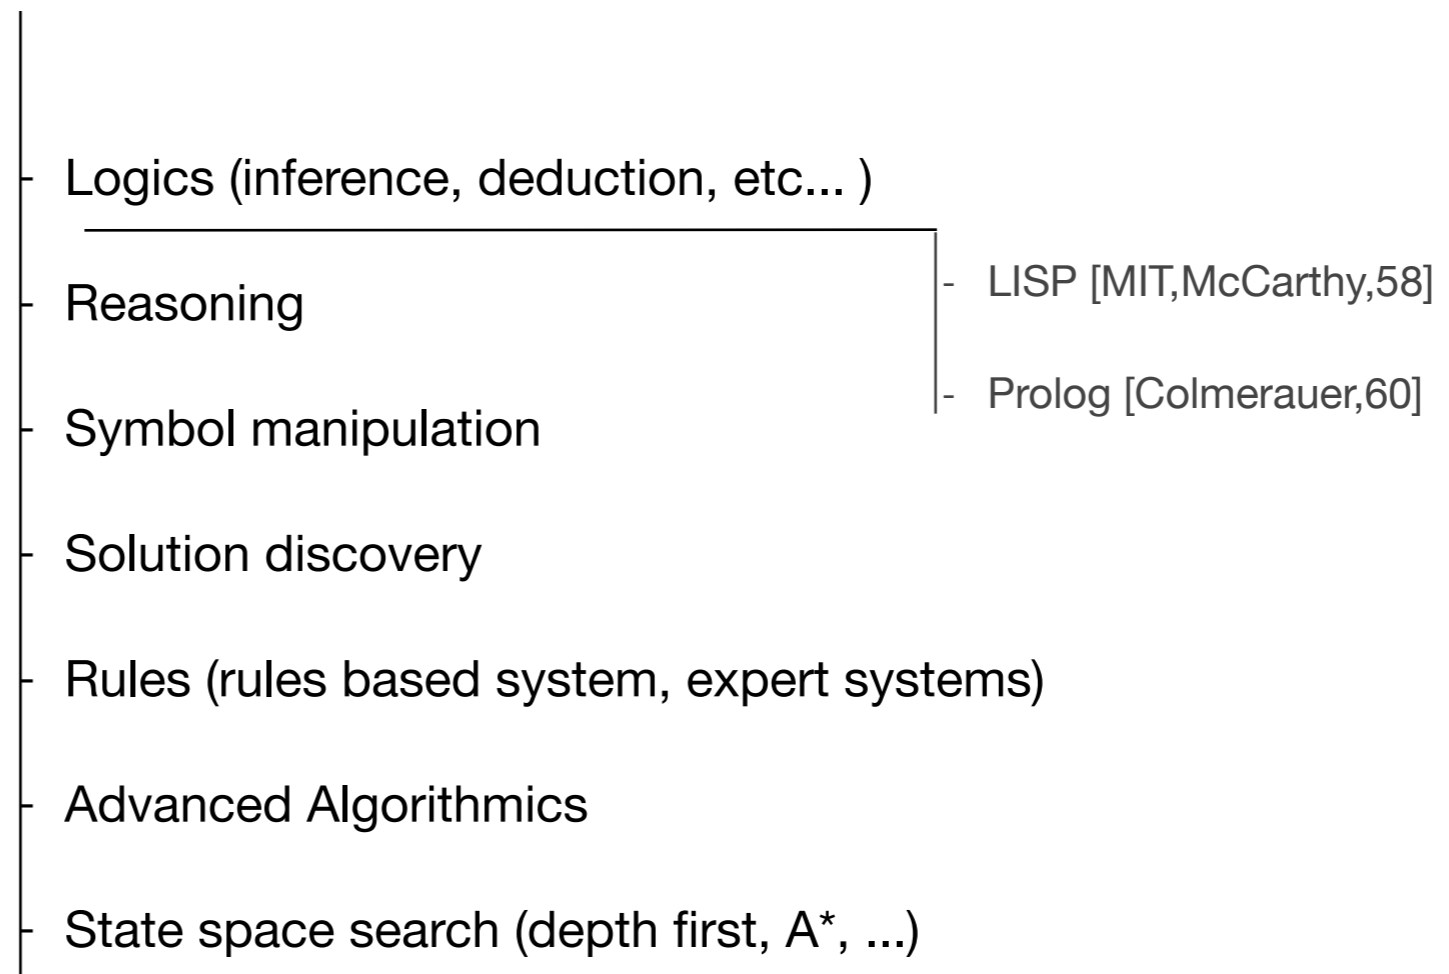 - Logics (inference, deduction, etc... )
- LISP [MIT,McCarthy,58]
- Reasoning
- Prolog [Colmerauer,60]
- Symbol manipulation
- Solution discovery
- Rules (rules based system, expert systems)
- Advanced Algorithmics
- State space search (depth first, A*, ...)